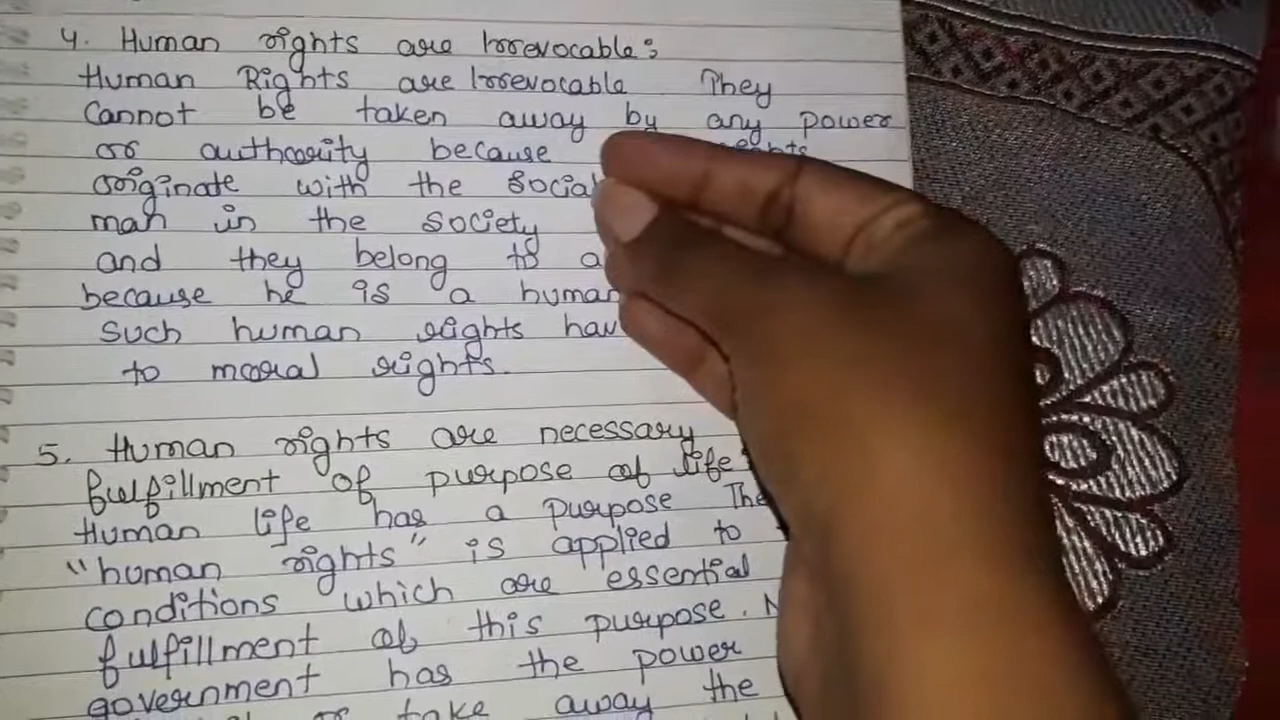 4. Human rights are Irrevocable:
Human Rights are Irrevocable They
Cannot be taken away by any power
or authority because
originate with the social
man in the society
and they belong to a
because he is a human
Such human rights hav
to moral rights.
5. Human rights are necessary
fulfillment of purpose of life:
Human life has a purpose The
"human rights" is applied to
conditions which are essential
fulfillment of this purpose. N
government has the power
or take away the